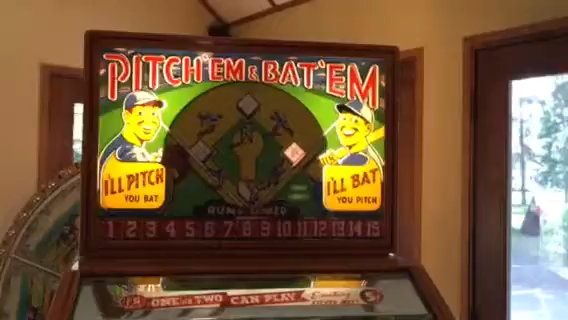 PITCH 'EM & BAT 'EM
I'LL PITCH
YOU BAT
I'LL BAT
YOU PITCH
RUNS SCORED
1 2 3 4 5 6 7 8 9 10 11 12 13 14 15
ONE OR TWO CAN PLAY